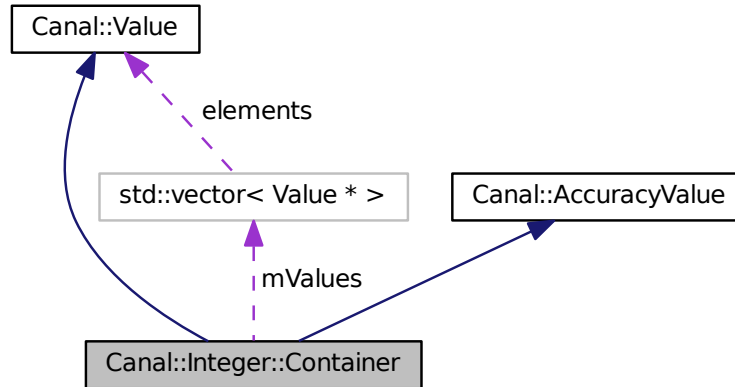 Canal::Value
elements
std::vector< Value * >
Canal::AccuracyValue
mValues
Canal::Integer::Container